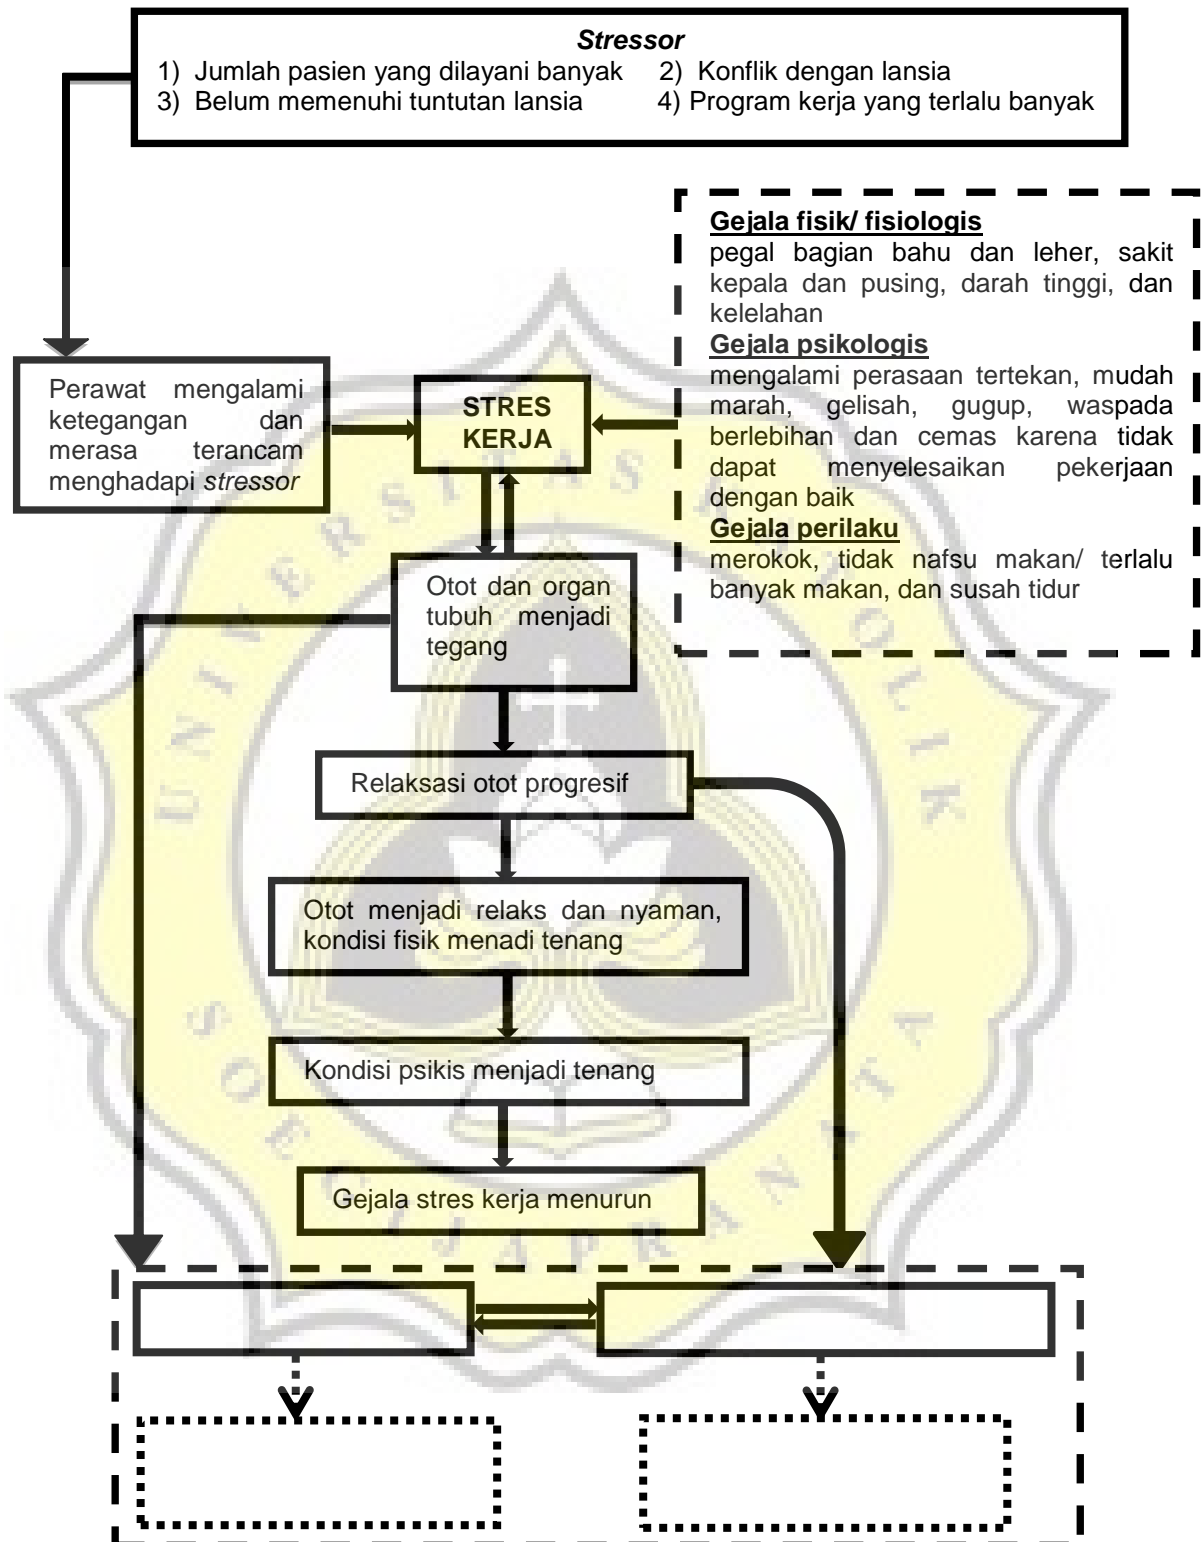 Stressor
1) Jumlah pasien yang dilayani banyak 2) Konflik dengan lansia
3) Belum memenuhi tuntutan lansia 4) Program kerja yang terlalu banyak
Gejala fisik/ fisiologis
pegal bagian bahu dan leher, sakit
kepala dan pusing, darah tinggi, dan
kelelahan
Gejala psikologis
mengalami perasaan tertekan, mudah
marah, gelisah, gugup, waspada
berlebihan dan cemas karena tidak
dapat menyelesaikan pekerjaan
dengan baik
Gejala perilaku
merokok, tidak nafsu makan/ terlalu
banyak makan, dan susah tidur
Perawat mengalami
ketegangan dan
merasa terancam
menghadapi stressor
STRES
KERJA
Otot dan organ
tubuh menjadi
tegang
Relaksasi otot progresif
Otot menjadi relaks dan nyaman,
kondisi fisik menadi tenang
Kondisi psikis menjadi tenang
Gejala stres kerja menurun
UNIVERSITAS KATOLIK
SOEGIJAPRANATA